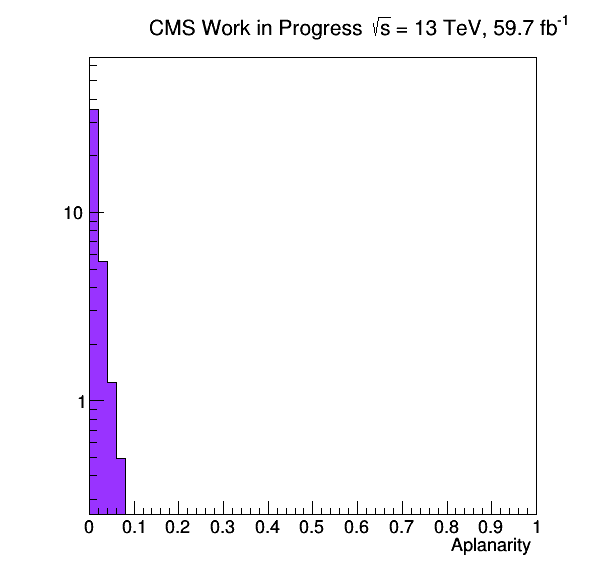 CMS Work in Progress √s = 13 TeV, 59.7 fb⁻¹
10
1
0 0.1 0.2 0.3 0.4 0.5 0.6 0.7 0.8 0.9 1
Aplanarity